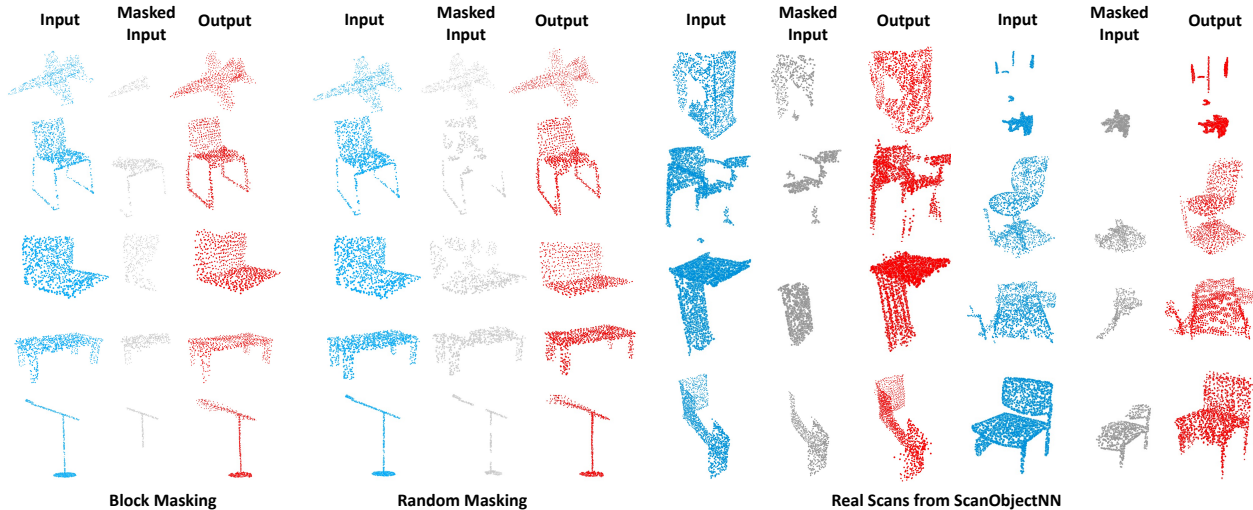 Input Masked Input Output Input Masked Input Output Input Masked Input Output Input Masked Input Output
Block Masking Random Masking Real Scans from ScanObjectNN